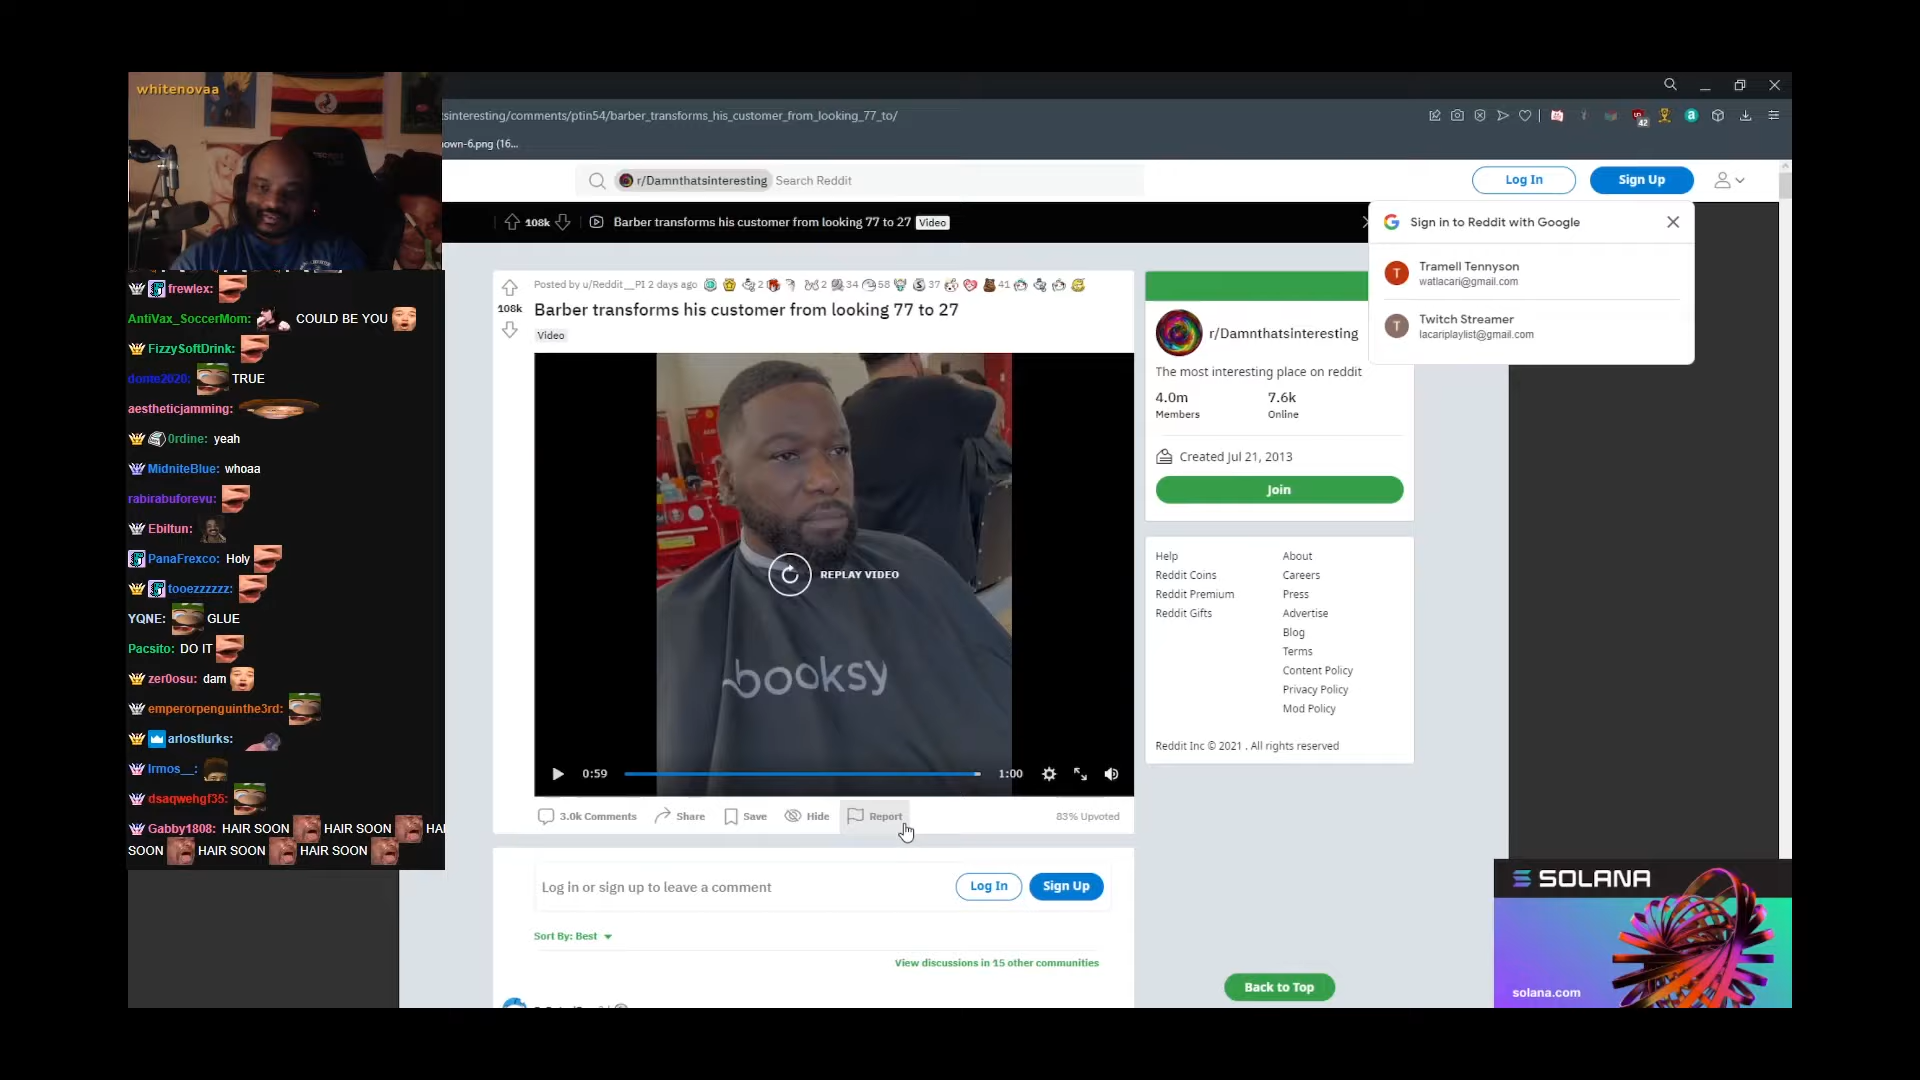 whitenovaa
sinteresting/comments/ptin54/barber_transforms_his_customer_from_looking_77_to/
own-6.png (16...
42
r/Damnthatsinteresting Search Reddit
Log In
Sign Up
108k Barber transforms his customer from looking 77 to 27 Video
Sign in to Reddit with Google
T Tramell Tennyson
watlacari@gmail.com
T Twitch Streamer
lacariplaylist@gmail.com
frewlex:
AntiVax_SoccerMom: COULD BE YOU
FizzySoftDrink:
dome2020: TRUE
aestheticjamming:
0rdine: yeah
MidniteBlue: whoaa
rabirabuforevu:
Ebiltun:
PanaFrexco: Holy
tooezzzzzz:
YQNE: GLUE
Pacsito: DO IT
zer0osu: dam
emperorpenguinthe3rd:
arlostlurks:
Irmos__:
dsaqwehgf35:
Gabby1808: HAIR SOON HAIR SOON HAI
SOON HAIR SOON HAIR SOON
Posted by u/Reddit__PI 2 days ago 2 2 34 58 37 41
108k
Barber transforms his customer from looking 77 to 27
Video
REPLAY VIDEO
booksy
0:59
1:00
3.0k Comments
Share
Save
Hide
Report
83% Upvoted
Log in or sign up to leave a comment
Log In
Sign Up
Sort By: Best
View discussions in 15 other communities
r/Damnthatsinteresting
The most interesting place on reddit
4.0m
Members
7.6k
Online
Created Jul 21, 2013
Join
Help
Reddit Coins
Reddit Premium
Reddit Gifts
About
Careers
Press
Advertise
Blog
Terms
Content Policy
Privacy Policy
Mod Policy
Reddit Inc © 2021 . All rights reserved
Back to Top
SOLANA
solana.com